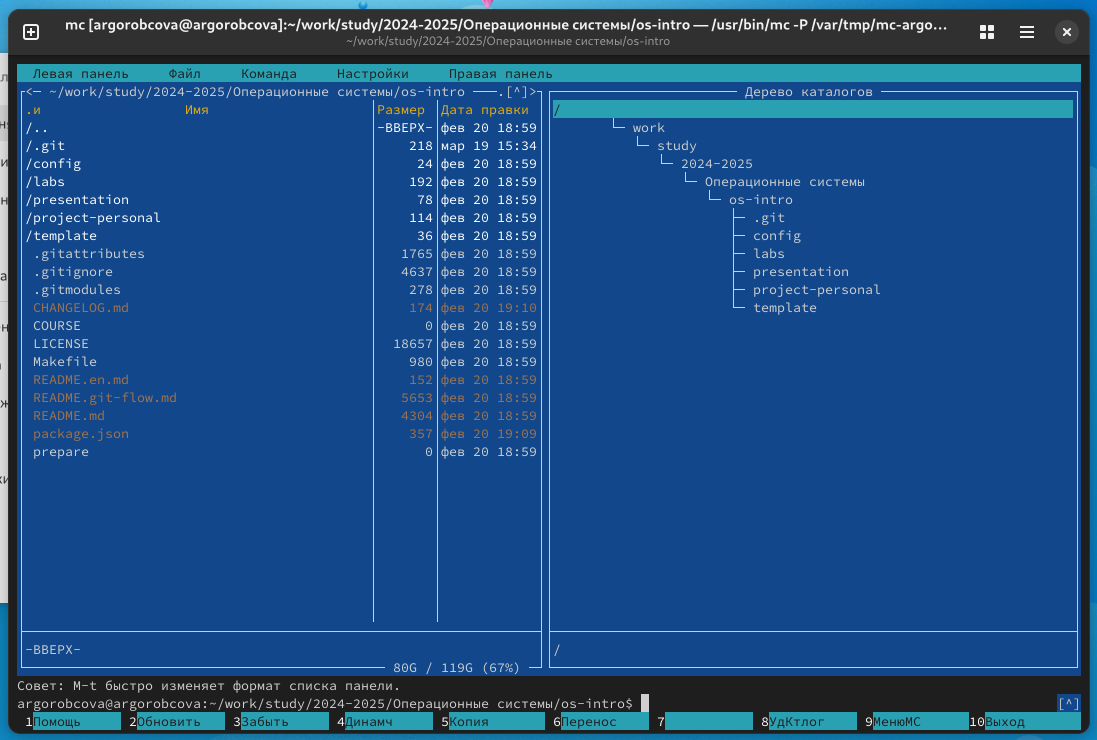 mc [argorobcova@argorobcova]:~/work/study/2024-2025/Операционные системы/os-intro — /usr/bin/mc -P /var/tmp/mc-argo…
~/work/study/2024-2025/Операционные системы/os-intro
Левая панель Файл Команда Настройки Правая панель
<— ~/work/study/2024-2025/Операционные системы/os-intro ——.[^]>
Дерево каталогов
.и Имя Размер Дата правки
/.. -ВВЕРХ- фев 20 18:59
/.git 218 мар 19 15:34
/config 24 фев 20 18:59
/labs 192 фев 20 18:59
/presentation 78 фев 20 18:59
/project-personal 114 фев 20 18:59
/template 36 фев 20 18:59
.gitattributes 1765 фев 20 18:59
.gitignore 4637 фев 20 18:59
.gitmodules 278 фев 20 18:59
CHANGELOG.md 174 фев 20 19:10
COURSE 0 фев 20 18:59
LICENSE 18657 фев 20 18:59
Makefile 980 фев 20 18:59
README.en.md 152 фев 20 18:59
README.git-flow.md 5653 фев 20 18:59
README.md 4304 фев 20 18:59
package.json 357 фев 20 19:09
prepare 0 фев 20 18:59
-ВВЕРХ-
80G / 119G (67%)
/
work
study
2024-2025
Операционные системы
os-intro
.git
config
labs
presentation
project-personal
template
/
Совет: M-t быстро изменяет формат списка панели.
argorobcova@argorobcova:~/work/study/2024-2025/Операционные системы/os-intro$ [^]
1Помощь 2Обновить 3Забыть 4Динамч 5Копия 6Перенос 7 8УдКтлог 9МенюМС 10Выход